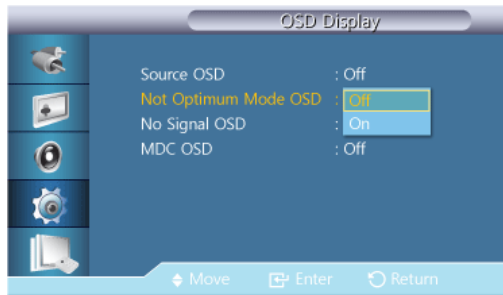 OSD Display
Source OSD : Off
Not Optimum Mode OSD : Off
No Signal OSD : On
MDC OSD : Off
Move Enter Return